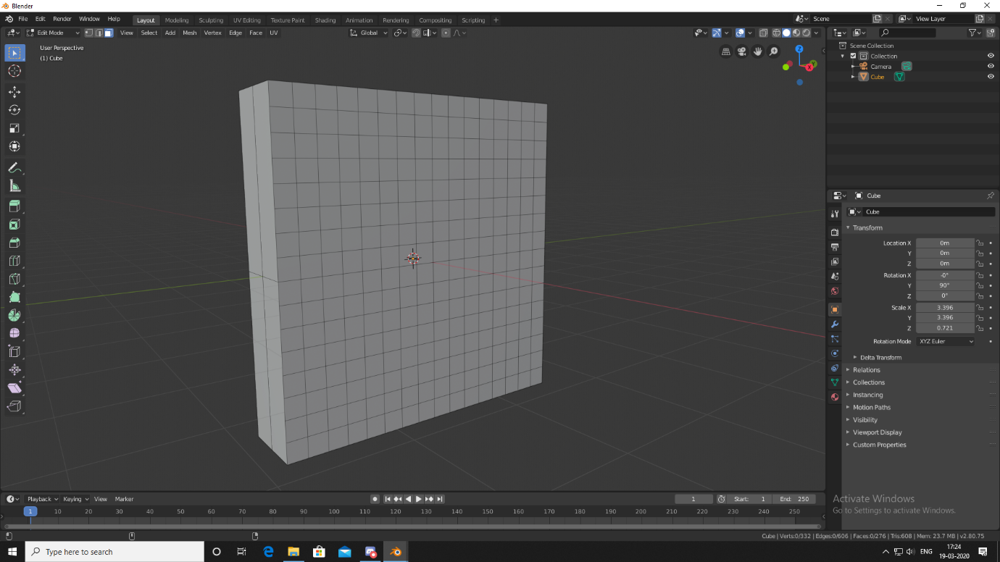 Blender
File Edit Render Window Help Layout Modeling Sculpting UV Editing Texture Paint Shading Animation Rendering Compositing Scripting + Scene View Layer
Edit Mode View Select Add Mesh Vertex Edge Face UV Global
User Perspective
(1) Cube
Z
Y
X
Scene Collection
Collection
Camera
Cube
Cube
Cube
Transform
Location X 0m
Y 0m
Z 0m
Rotation X -0°
Y 90°
Z 0°
Scale X 3.396
Y 3.396
Z 0.721
Rotation Mode XYZ Euler
Delta Transform
Relations
Collections
Instancing
Motion Paths
Visibility
Viewport Display
Custom Properties
Playback Keying View Marker 1 Start: 1 End: 250
1 10 20 30 40 50 60 70 80 90 100 110 120 130 140 150 160 170 180 190 200 210 220 230 240 250
Activate Windows
Go to Settings to activate Windows.
Cube | Verts:0/332 | Edges:0/606 | Faces:0/276 | Tris:608 | Mem: 23.7 MB | v2.80.75
Type here to search
ENG
17:24
19-03-2020